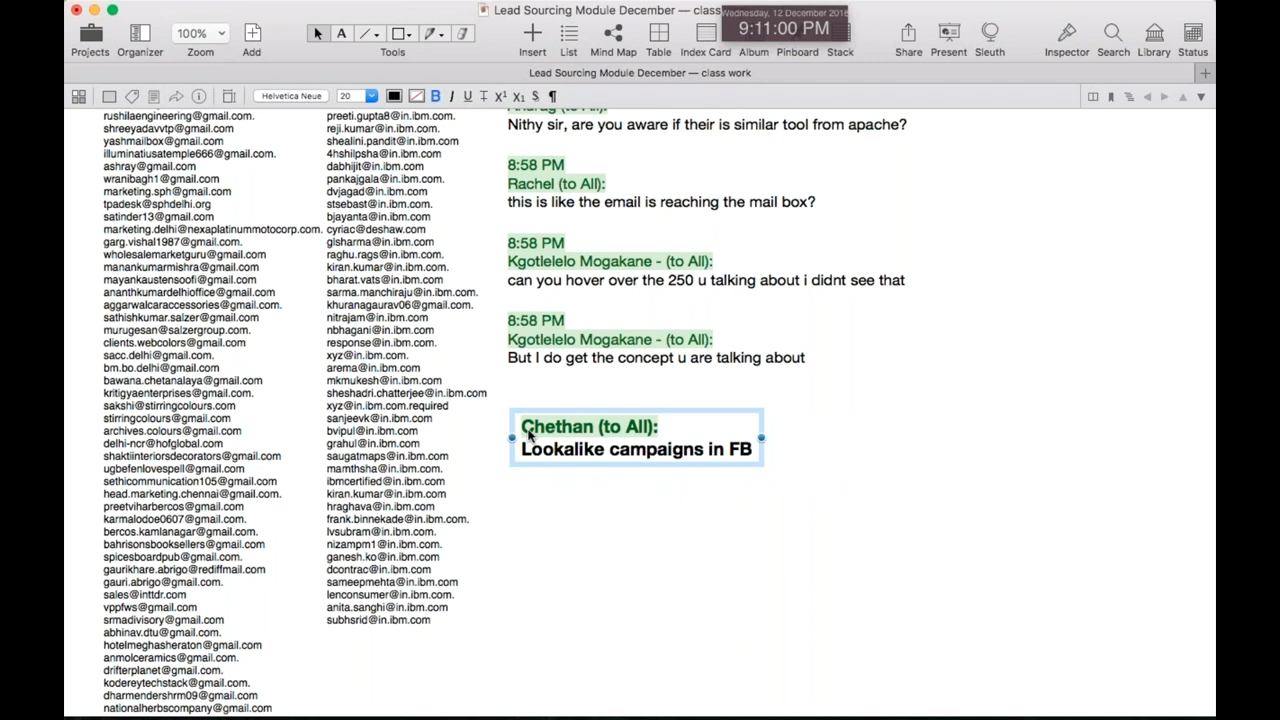 Lead Sourcing Module December — class
Wednesday, 12 December 2018
9:11:00 PM
Projects
Organizer
100%
Zoom
Add
A
Tools
Insert
List
Mind Map
Table
Index Card
Album
Pinboard
Stack
Share
Present
Sleuth
Inspector
Search
Library
Status
Lead Sourcing Module December — class work
Helvetica Neue
20
B I U T X¹ X₁ S ¶
rushilaengineering@gmail.com.
shreeyadavvtp@gmail.com
yashmailbox@gmail.com
illuminatiusatemple666@gmail.com.
ashray@gmail.com
wranibagh1@gmail.com
marketing.sph@gmail.com
tpadesk@sphdelhi.org
satinder13@gmail.com
marketing.delhi@nexaplatinummotocorp.com.
garg.vishal1987@gmail.com.
wholesalemarketguru@gmail.com
manankumarmishra@gmail.com
mayankaustensoofi@gmail.com
ananthkumardelhioffice@gmail.com
aggarwalcaraccessories@gmail.com.
sathishkumar.salzer@gmail.com
murugesan@salzergroup.com.
clients.webcolors@gmail.com
sacc.delhi@gmail.com.
bm.bo.delhi@gmail.com
bawana.chetanalaya@gmail.com
kritigyaenterprises@gmail.com.
sakshi@stirringcolours.com
stirringcolours@gmail.com
archives.colours@gmail.com
delhi-ncr@hofglobal.com
shaktiinteriorsdecorators@gmail.com
ugbefenlovespell@gmail.com
sethicommunication105@gmail.com
head.marketing.chennai@gmail.com.
preetviharbercos@gmail.com
karmalodoe0607@gmail.com.
bercos.kamlanagar@gmail.com.
bahrisonsbooksellers@gmail.com
spicesboardpub@gmail.com.
gaurikhare.abrigo@rediffmail.com
gauri.abrigo@gmail.com.
sales@inttdr.com
vppfws@gmail.com
srmadivisory@gmail.com
abhinav.dtu@gmail.com.
hotelmeghasheraton@gmail.com
anmolceramics@gmail.com.
drifterplanet@gmail.com
kodereytechstack@gmail.com.
dharmendershrm09@gmail.com
nationalherbscompany@gmail.com
preeti.gupta8@in.ibm.com.
reji.kumar@in.ibm.com.
shealini.pandit@in.ibm.com
4hshilpsha@in.ibm.com
dabhijit@in.ibm.com
pankajgala@in.ibm.com.
dvjagad@in.ibm.com
stsebast@in.ibm.com.
bjayanta@in.ibm.com
cyriac@deshaw.com
gisharma@in.ibm.com
raghu.rags@in.ibm.com.
kiran.kumar@in.ibm.com
bharat.vats@in.ibm.com
sarma.manchiraju@in.ibm.com.
khuranagaurav06@gmail.com.
nitrajam@in.ibm.com
nbhagani@in.ibm.com
response@in.ibm.com
xyz@in.ibm.com.
arema@in.ibm.com
mkmukesh@in.ibm.com
sheshadri.chatterjee@in.ibm.com
xyz@in.ibm.com.required
sanjeevk@in.ibm.com
bvipul@in.ibm.com
grahul@in.ibm.com
saugatmaps@in.ibm.com
mamthsha@in.ibm.com
ibmcertified@in.ibm.com
kiran.kumar@in.ibm.com
hraghava@in.ibm.com
frank.binnekade@in.ibm.com.
lvsubram@in.ibm.com
nizampm1@in.ibm.com.
ganesh.ko@in.ibm.com
dcontrac@in.ibm.com
sameepmehta@in.ibm.com
lenconsumer@in.ibm.com
anita.sanghi@in.ibm.com
subhsrid@in.ibm.com
Anurag (to All):
Nithy sir, are you aware if their is similar tool from apache?
8:58 PM
Rachel (to All):
this is like the email is reaching the mail box?
8:58 PM
Kgotlelelo Mogakane - (to All):
can you hover over the 250 u talking about i didnt see that
8:58 PM
Kgotlelelo Mogakane - (to All):
But I do get the concept u are talking about
Chethan (to All):
Lookalike campaigns in FB